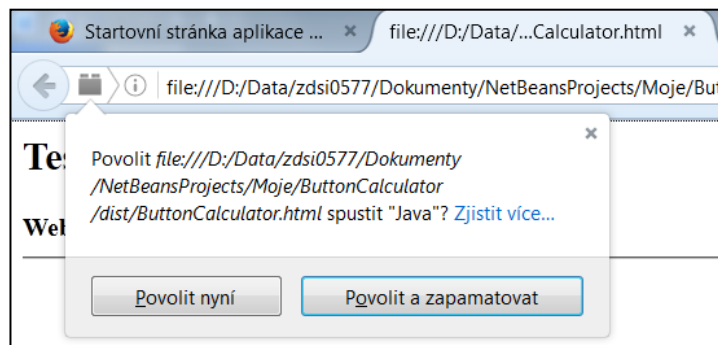 Startovní stránka aplikace ...
file:///D:/Data/...Calculator.html
file:///D:/Data/zdsi0577/Dokumenty/NetBeansProjects/Moje/But
Te
Povolit file:///D:/Data/zdsi0577/Dokumenty
/NetBeansProjects/Moje/ButtonCalculator
/dist/ButtonCalculator.html spustit "Java"? Zjistit více...
Web
Povolit nyní
Povolit a zapamatovat